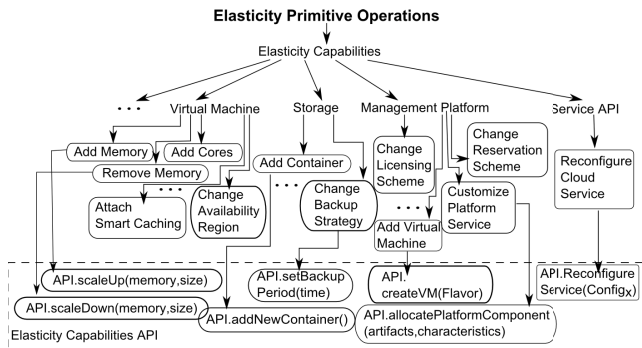 Elasticity Primitive Operations
Elasticity Capabilities
... Virtual Machine Storage Management Platform Service API
Add Memory
Add Cores
Remove Memory
...
Attach
Smart Caching
Change
Availability
Region
Add Container
...
Change
Backup
Strategy
Change
Licensing
Scheme
...
Add Virtual
Machine
Change
Reservation
Scheme
Customize
Platform
Service
Reconfigure
Cloud
Service
API.scaleUp(memory,size)
API.scaleDown(memory,size)
API.setBackup
Period(time)
API.addNewContainer()
API.
createVM(Flavor)
API.allocatePlatformComponent
(artifacts,characteristics)
API.Reconfigure
Service(Configx)
Elasticity Capabilities API